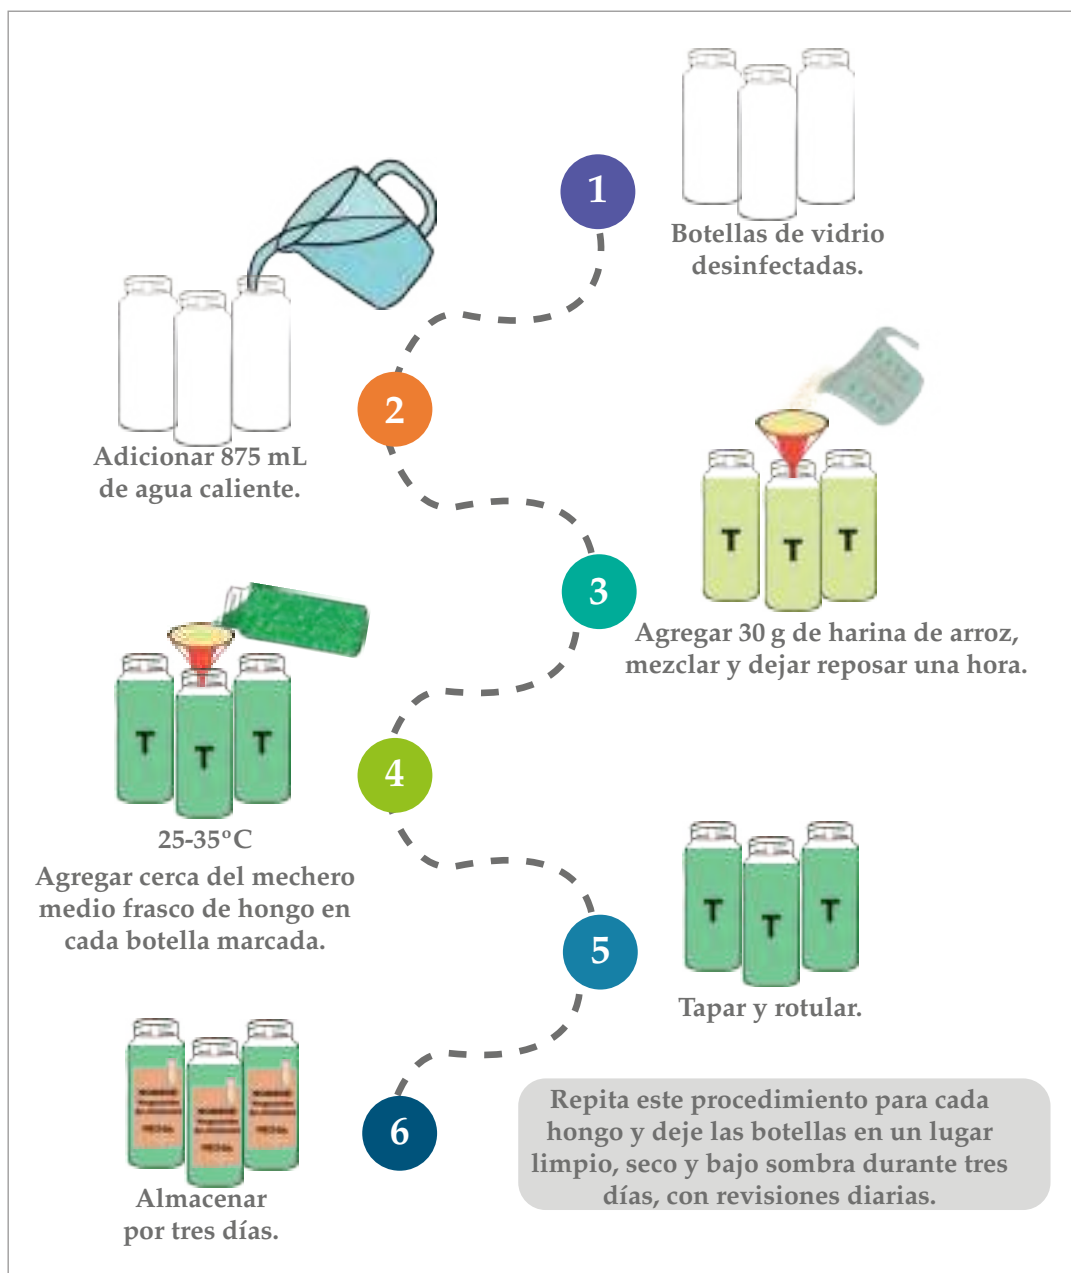 1
Botellas de vidrio
desinfectadas.
2
Adicionar 875 mL
de agua caliente.
3
T
T
T
Agregar 30 g de harina de arroz,
mezclar y dejar reposar una hora.
4
T
T
T
25-35°C
Agregar cerca del mechero
medio frasco de hongo en
cada botella marcada.
5
T
T
T
Tapar y rotular.
6
Almacenar
por tres días.
Repita este procedimiento para cada
hongo y deje las botellas en un lugar
limpio, seco y bajo sombra durante tres
días, con revisiones diarias.